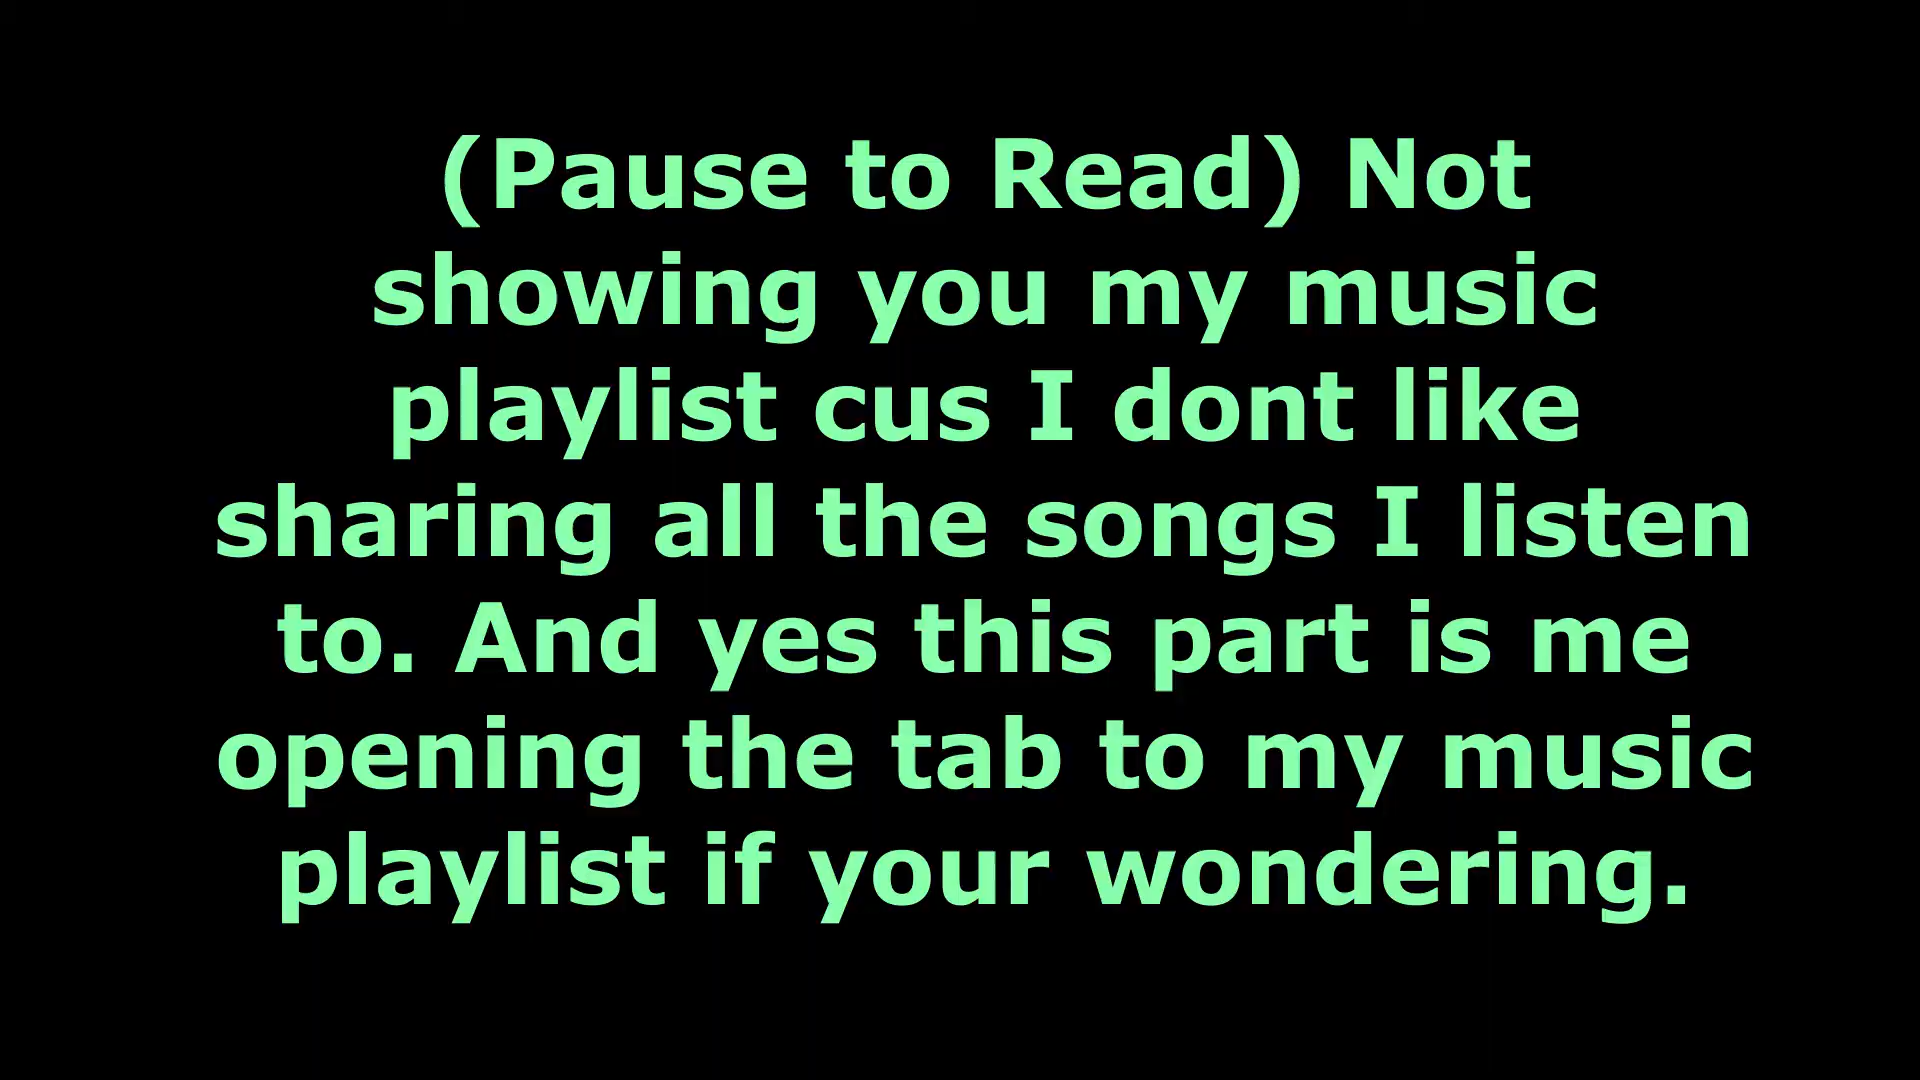 (Pause to Read) Not
showing you my music
playlist cus I dont like
sharing all the songs I listen
to. And yes this part is me
opening the tab to my music
playlist if your wondering.